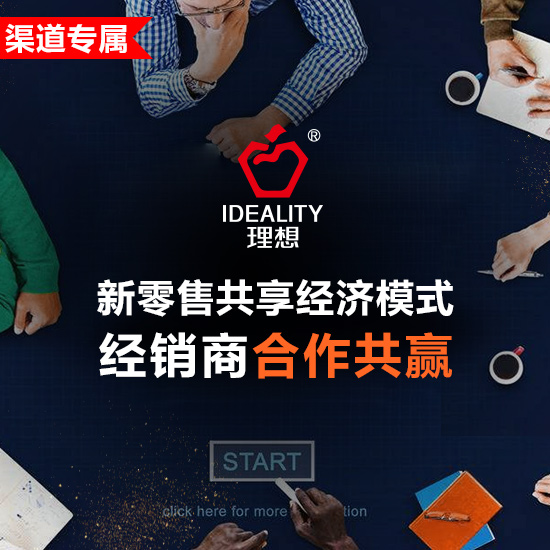 渠道专属
®
IDEALITY
理想
新零售共享经济模式
经销商合作共赢
START
click here for more